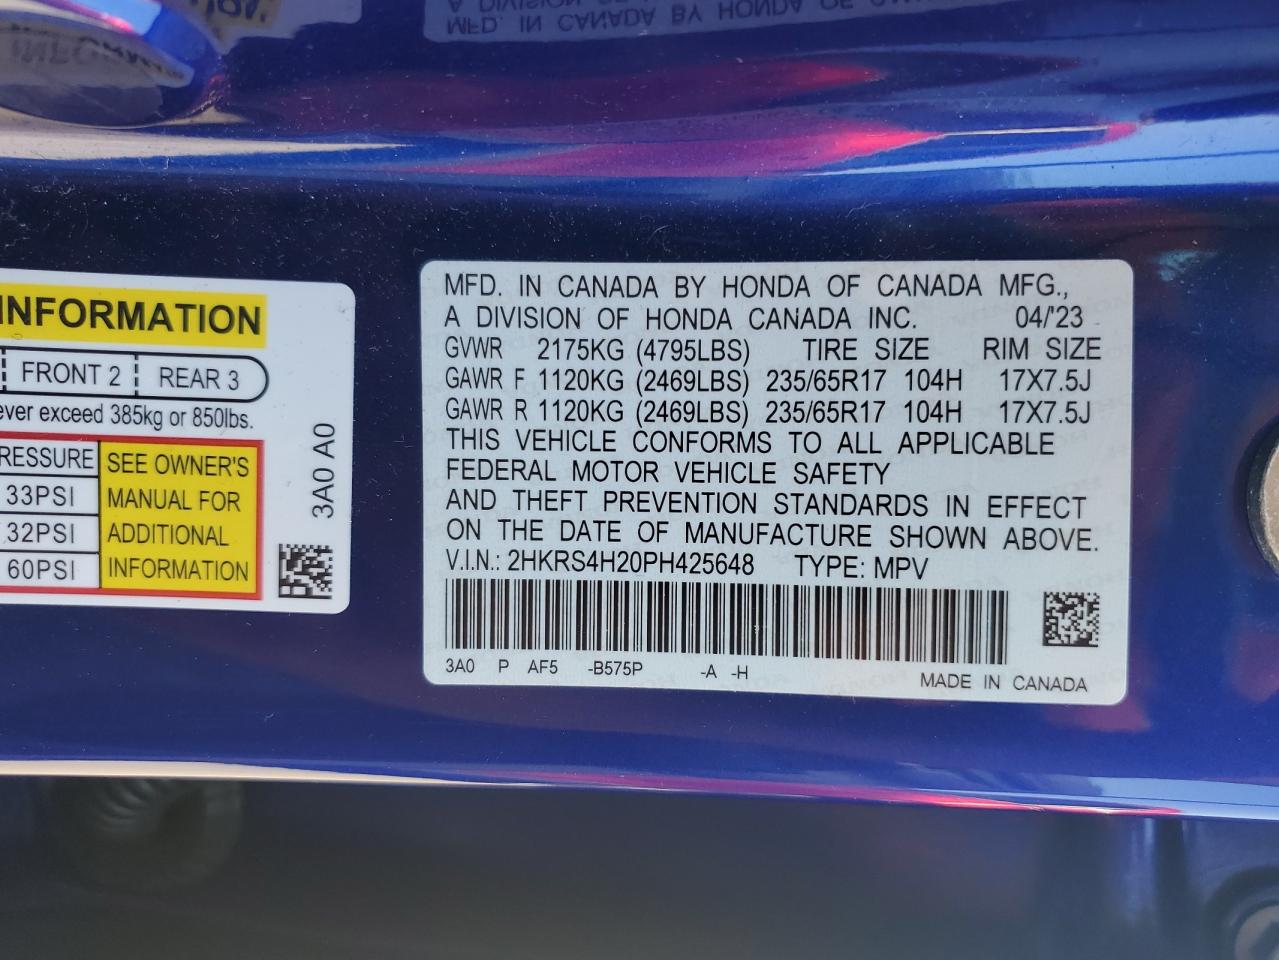 INFORMATION
FRONT 2
REAR 3
ever exceed 385kg or 850lbs.
RESSURE
33PSI
32PSI
60PSI
SEE OWNER'S
MANUAL FOR
ADDITIONAL
INFORMATION
3A0 A0
MFD. IN CANADA BY HONDA OF CANADA MFG.,
A DIVISION OF HONDA CANADA INC. 04/'23
GVWR 2175KG (4795LBS) TIRE SIZE RIM SIZE
GAWR F 1120KG (2469LBS) 235/65R17 104H 17X7.5J
GAWR R 1120KG (2469LBS) 235/65R17 104H 17X7.5J
THIS VEHICLE CONFORMS TO ALL APPLICABLE
FEDERAL MOTOR VEHICLE SAFETY
AND THEFT PREVENTION STANDARDS IN EFFECT
ON THE DATE OF MANUFACTURE SHOWN ABOVE.
V.I.N.: 2HKRS4H20PH425648 TYPE: MPV
3A0 P AF5 -B575P -A -H
MADE IN CANADA